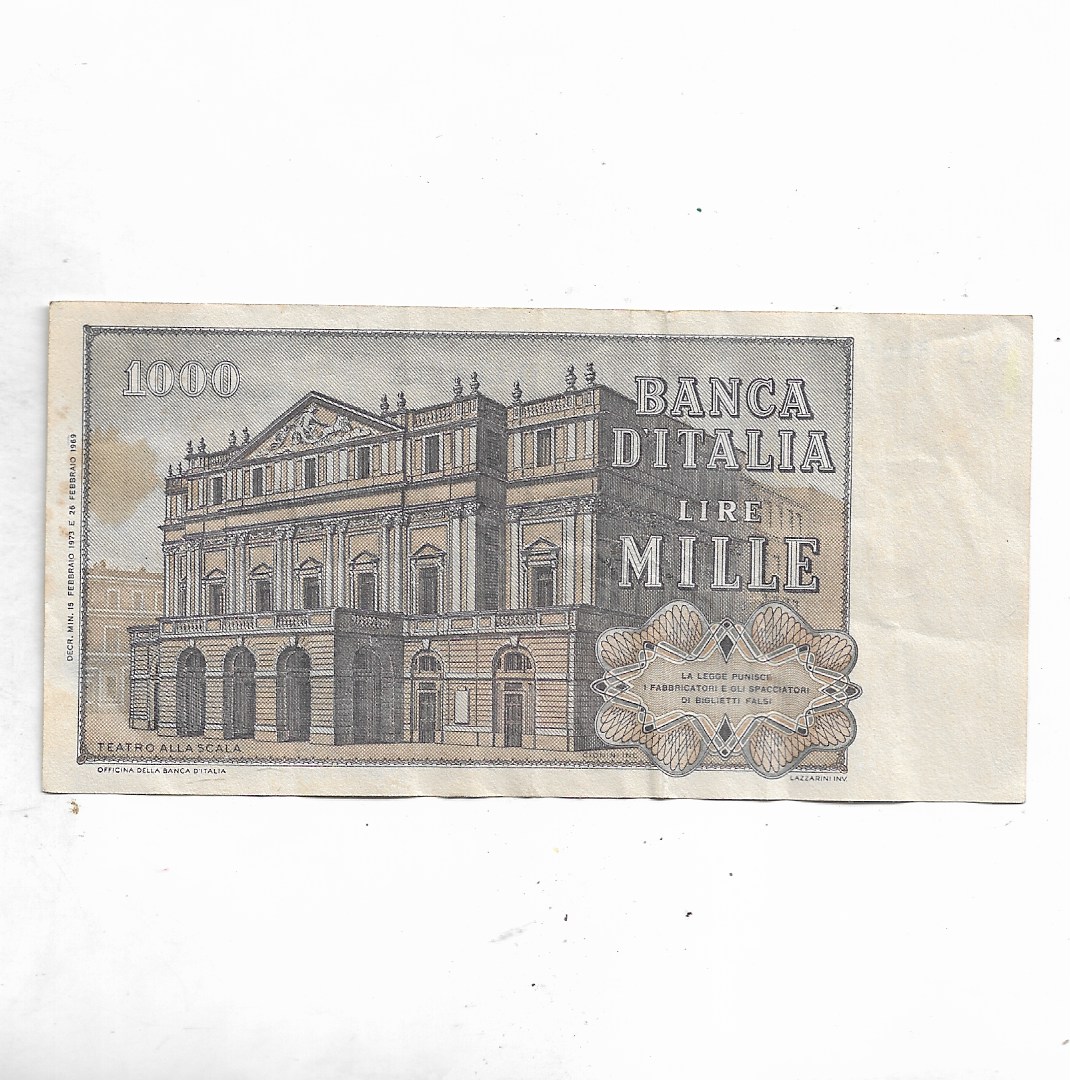 1000
BANCA
D'ITALIA
LIRE
MILLE
DECR. MIN. 15 FEBBRAIO 1973 E 26 FEBBRAIO 1969
LA LEGGE PUNISCE
I FABBRICATORI E GLI SPACCIATORI
DI BIGLIETTI FALSI
TEATRO ALLA SCALA
INC.
OFFICINA DELLA BANCA D'ITALIA
LAZZARINI INV.